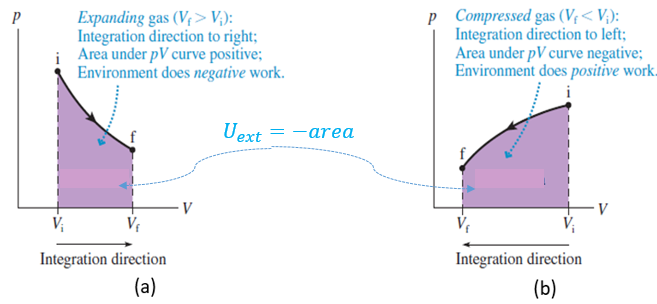 p
Expanding gas (Vf > Vi):
Integration direction to right;
Area under pV curve positive;
Environment does negative work.
i
f
Vi
Vf
V
Integration direction
(a)
U_ext = −area
p
Compressed gas (Vf < Vi):
Integration direction to left;
Area under pV curve negative;
Environment does positive work.
i
f
Vf
Vi
V
Integration direction
(b)